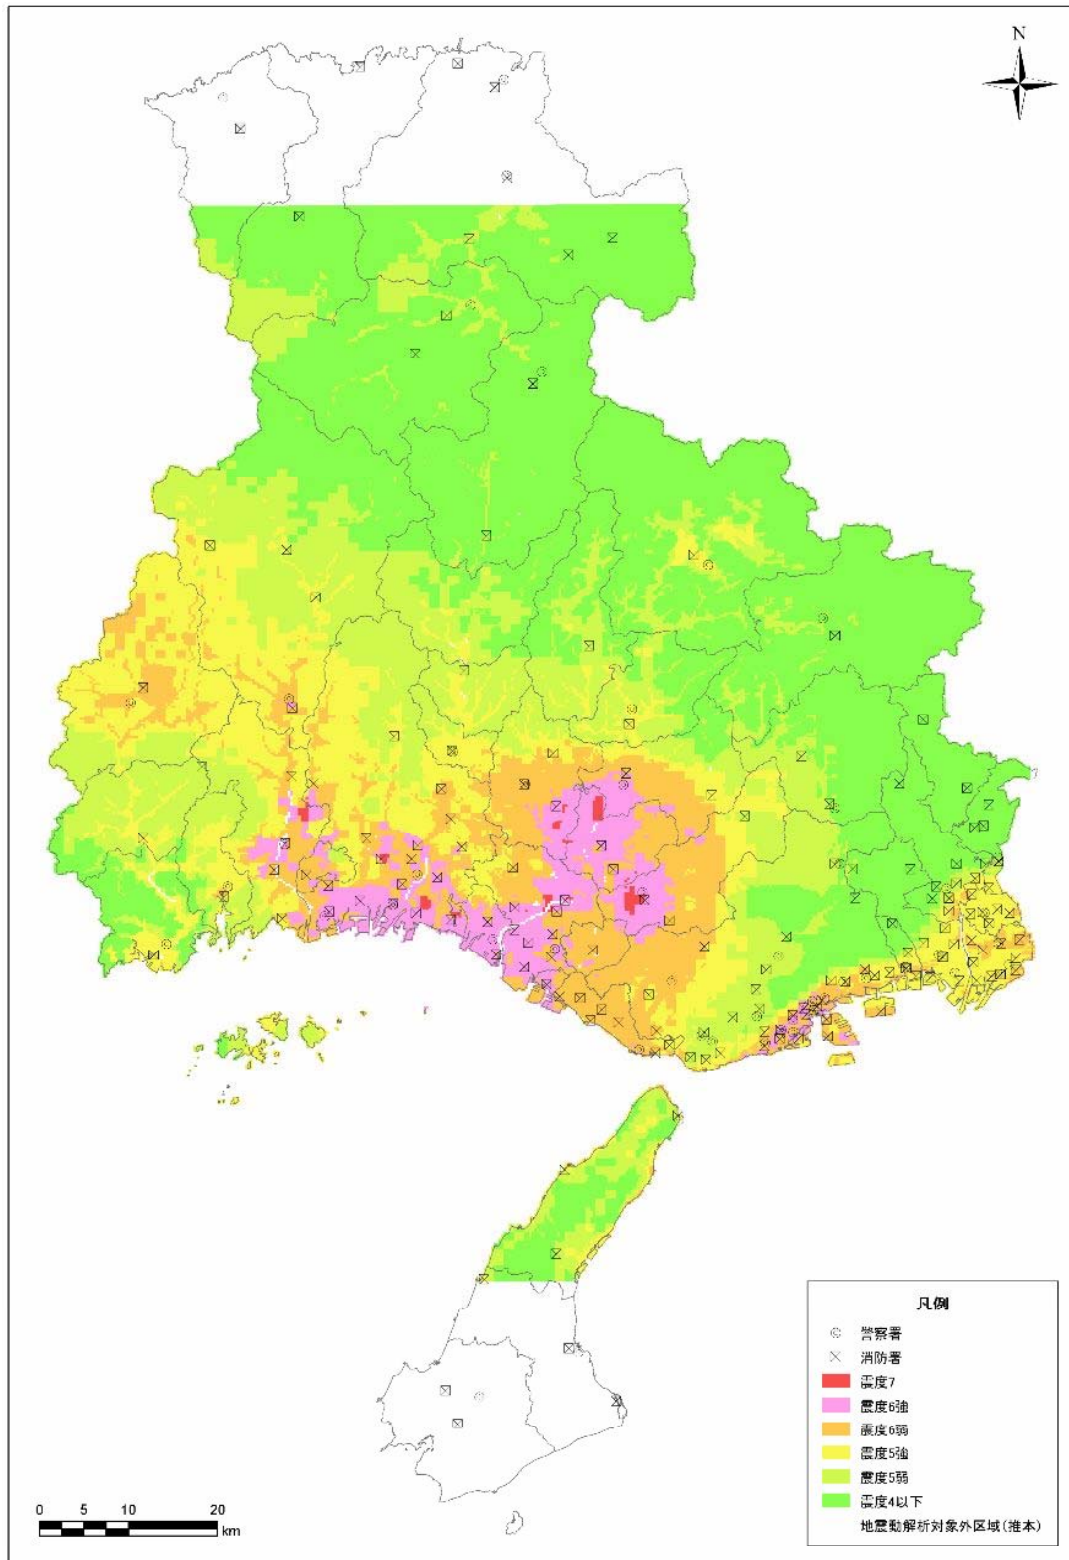 N
凡例
警察署
消防署
震度7
震度6強
震度6弱
震度5強
震度5弱
震度4以下
地震動解析対象外区域(推本)
0 5 10 20
km